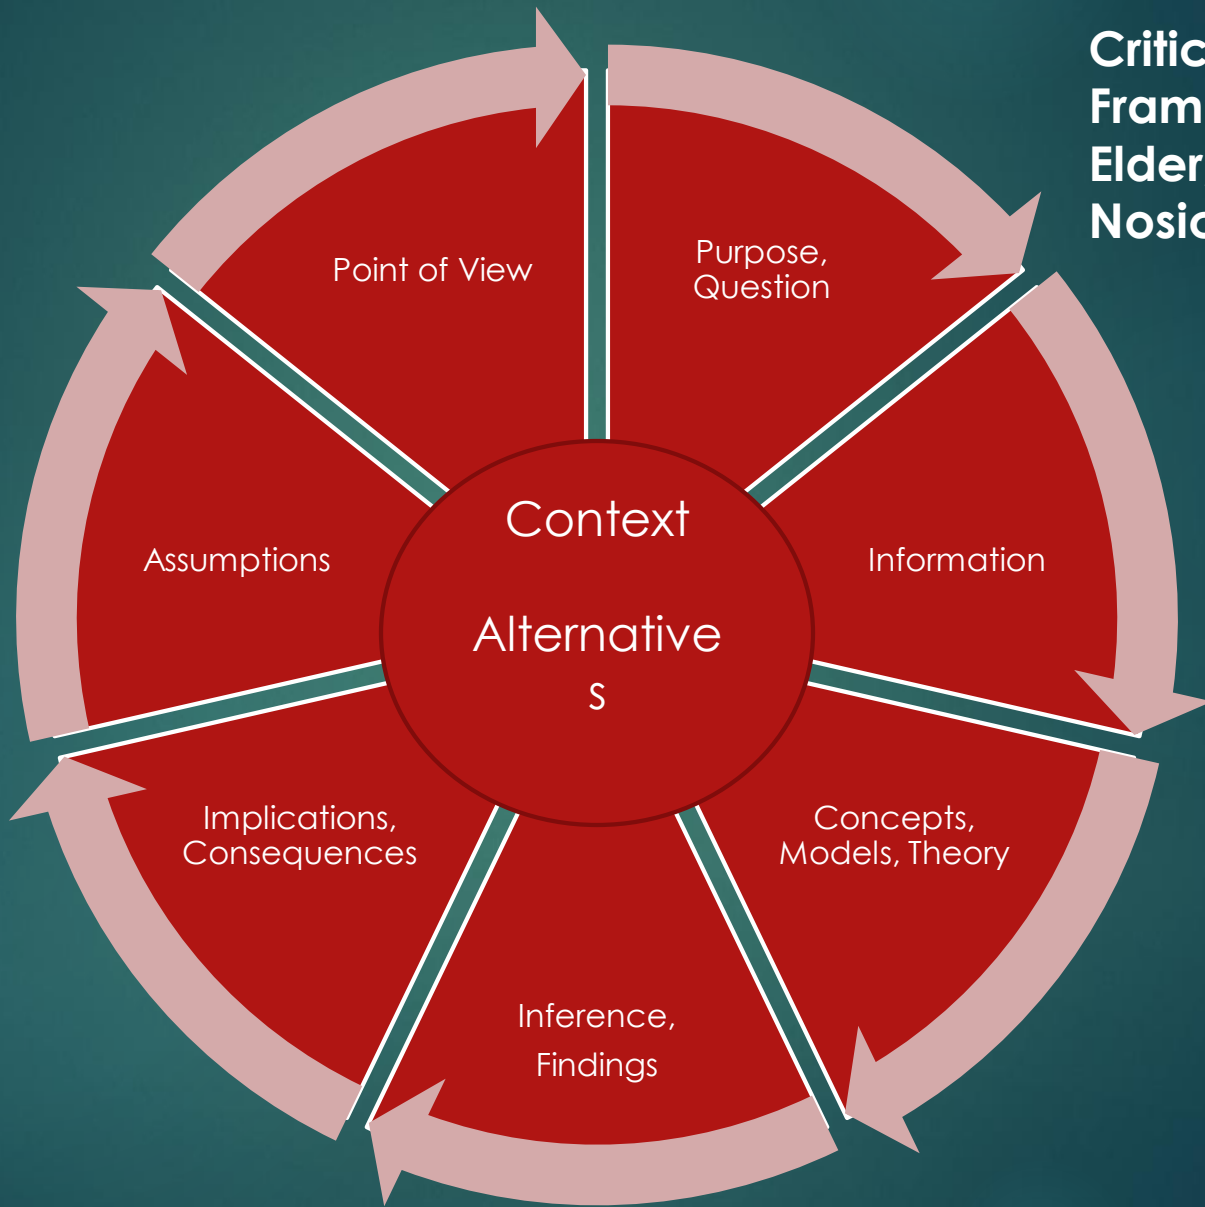 Critic
Fram
Elder
Nosic
Point of View
Purpose,
Question
Information
Concepts,
Models, Theory
Inference,
Findings
Implications,
Consequences
Assumptions
Context
Alternative
s